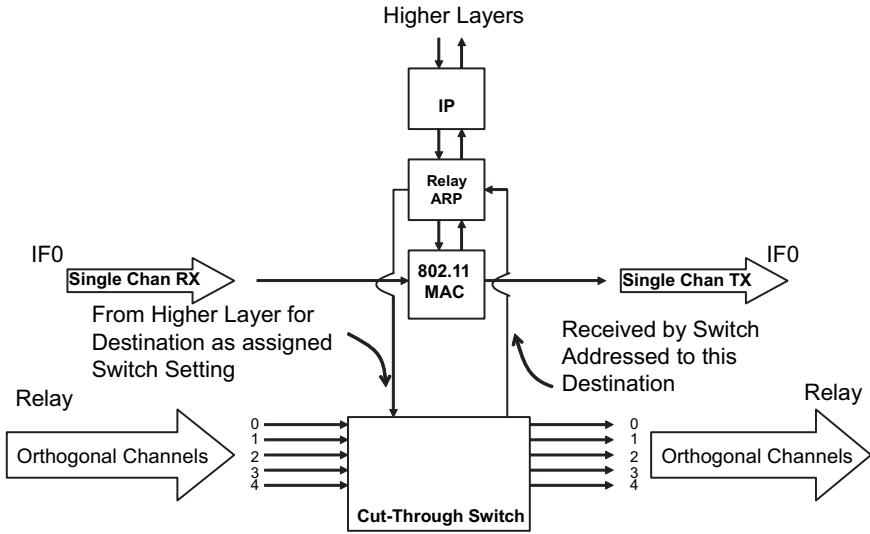 Higher Layers
IP
Relay
ARP
IF0
Single Chan RX
802.11
MAC
Single Chan TX
IF0
From Higher Layer for
Destination as assigned
Switch Setting
Received by Switch
Addressed to this
Destination
Relay
Orthogonal Channels
0
1
2
3
4
Cut-Through Switch
0
1
2
3
4
Relay
Orthogonal Channels